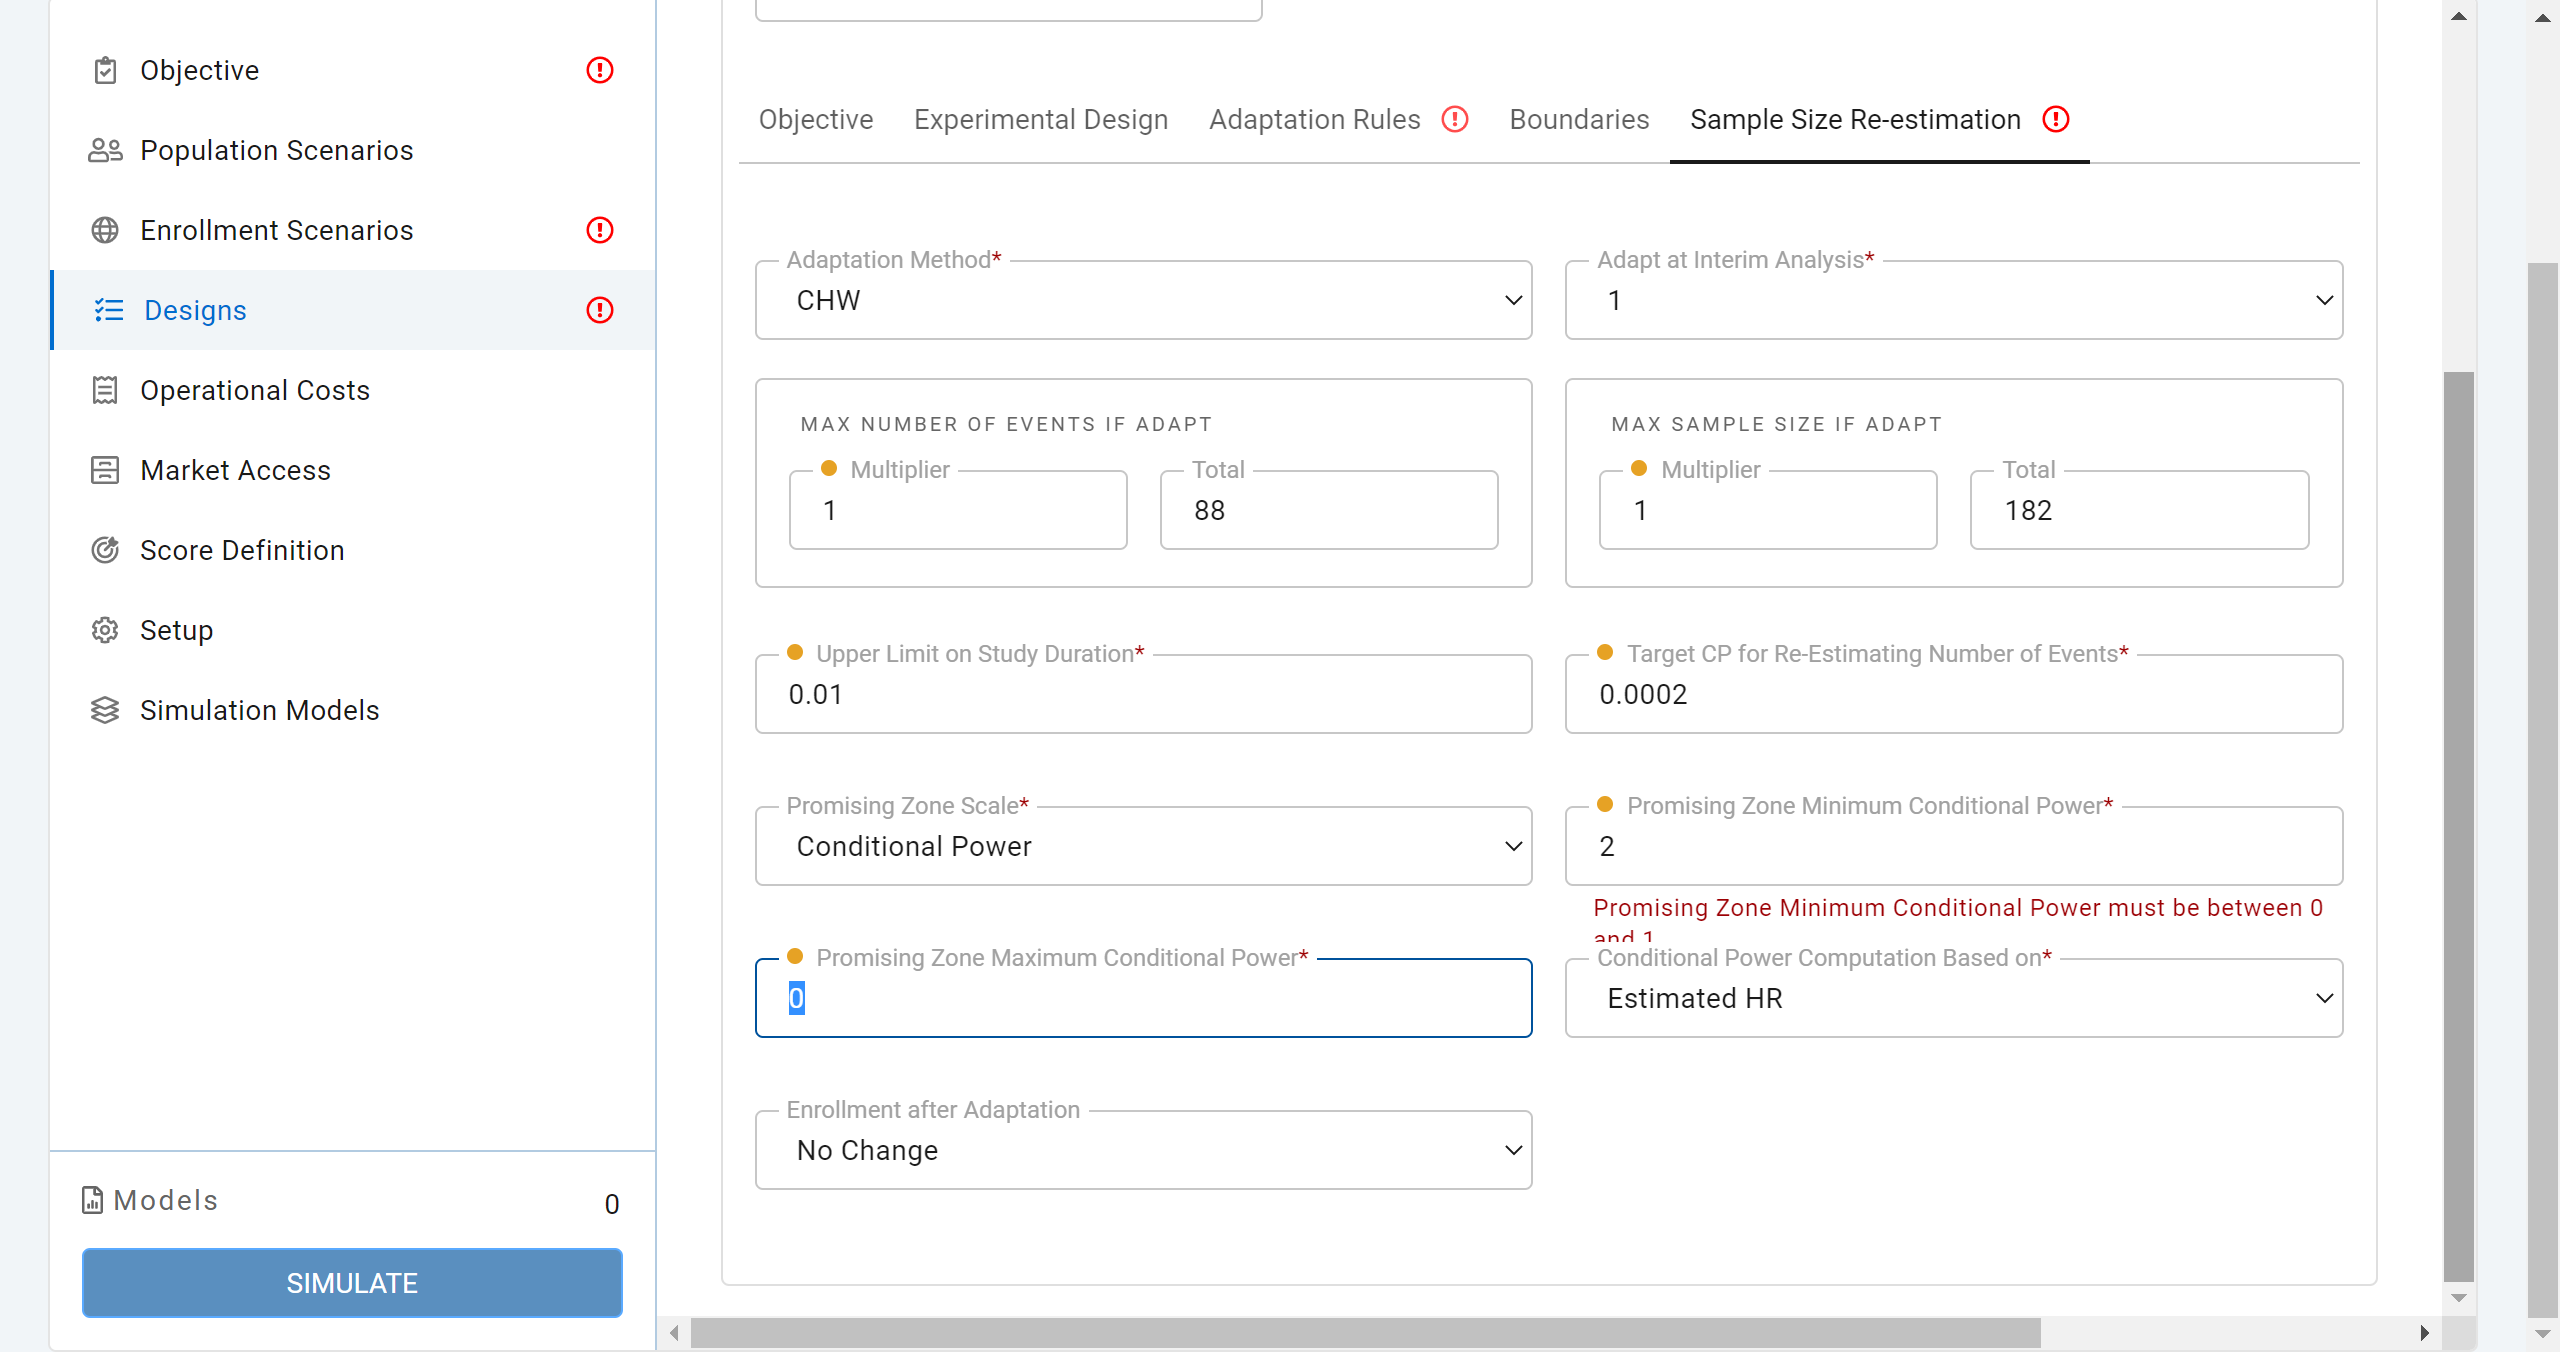 Objective
Population Scenarios
Enrollment Scenarios
Designs
Operational Costs
Market Access
Score Definition
Setup
Simulation Models
Models 0
SIMULATE
Objective Experimental Design Adaptation Rules Boundaries Sample Size Re-estimation
Adaptation Method*
CHW
Adapt at Interim Analysis*
1
MAX NUMBER OF EVENTS IF ADAPT
Multiplier
1
Total
88
MAX SAMPLE SIZE IF ADAPT
Multiplier
1
Total
182
Upper Limit on Study Duration*
0.01
Target CP for Re-Estimating Number of Events*
0.0002
Promising Zone Scale*
Conditional Power
Promising Zone Minimum Conditional Power*
2
Promising Zone Minimum Conditional Power must be between 0
and 1
Promising Zone Maximum Conditional Power*
0
Conditional Power Computation Based on*
Estimated HR
Enrollment after Adaptation
No Change